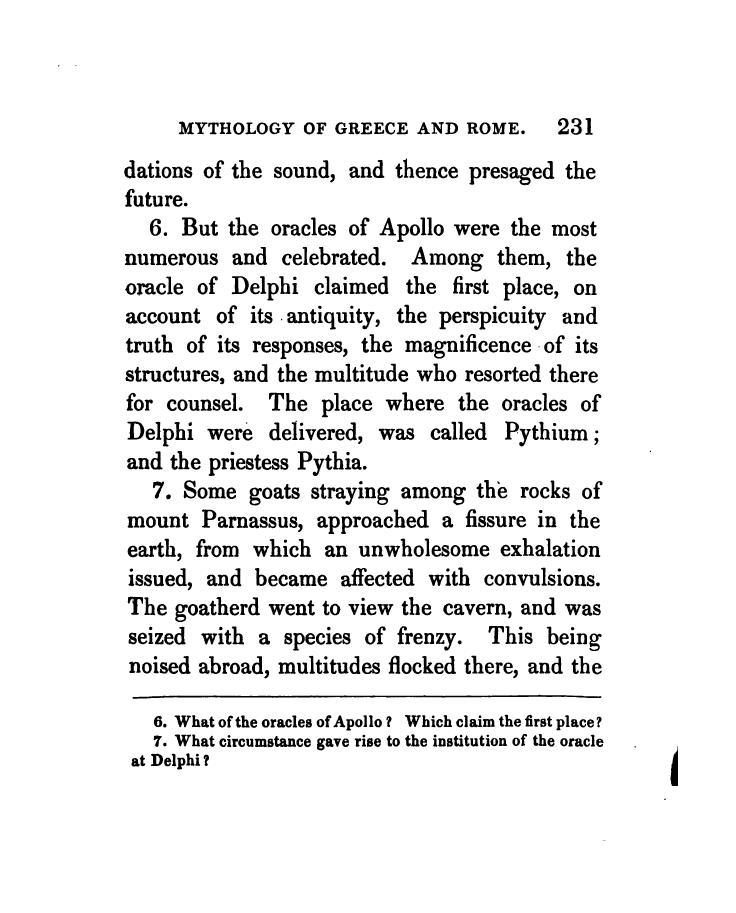 MYTHOLOGY OF GREECE AND ROME. 231
dations of the sound, and thence presaged the
future.
6. But the oracles of Apollo were the most
numerous and celebrated. Among them, the
oracle of Delphi claimed the first place, on
account of its antiquity, the perspicuity and
truth of its responses, the magnificence of its
structures, and the multitude who resorted there
for counsel. The place where the oracles of
Delphi were delivered, was called Pythium;
and the priestess Pythia.
7. Some goats straying among the rocks of
mount Parnassus, approached a fissure in the
earth, from which an unwholesome exhalation
issued, and became affected with convulsions.
The goatherd went to view the cavern, and was
seized with a species of frenzy. This being
noised abroad, multitudes flocked there, and the
6. What of the oracles of Apollo? Which claim the first place?
7. What circumstance gave rise to the institution of the oracle
at Delphi?